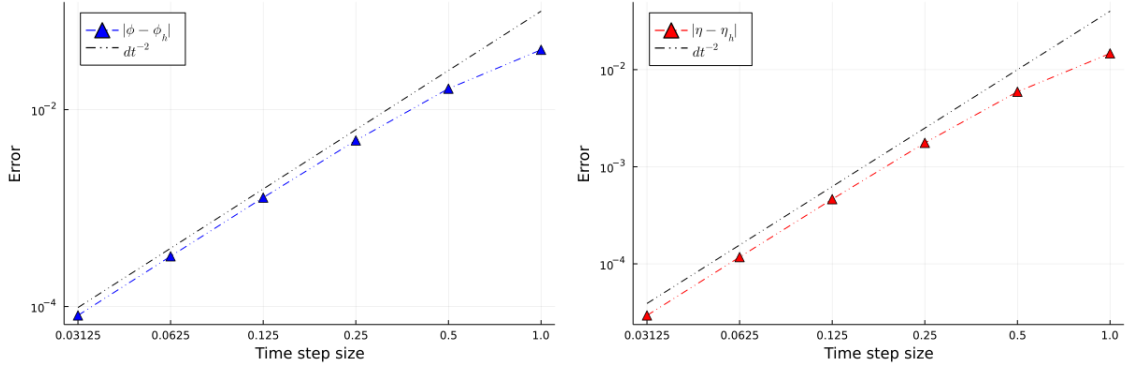 |ϕ − ϕ_h|
dt⁻²
Error
10⁻²
10⁻⁴
0.03125 0.0625 0.125 0.25 0.5 1.0
Time step size
|η − η_h|
dt⁻²
Error
10⁻²
10⁻³
10⁻⁴
0.03125 0.0625 0.125 0.25 0.5 1.0
Time step size